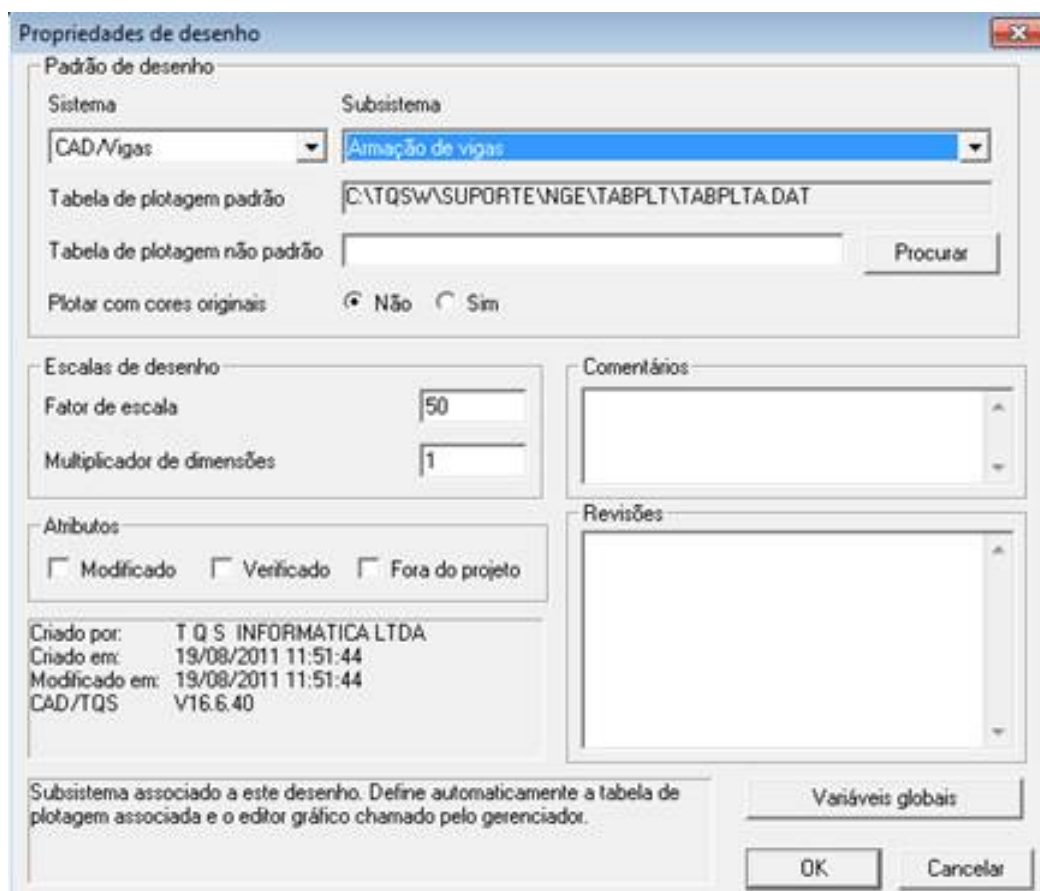 Propriedades de desenho
Padrão de desenho
Sistema
Subsistema
CAD/Vigas
Armação de vigas
Tabela de plotagem padrão
C:\TQSW\SUPORTE\NGE\TABPLT\TABPLTA.DAT
Tabela de plotagem não padrão
Procurar
Plotar com cores originais
Não
Sim
Escalas de desenho
Fator de escala
50
Multiplicador de dimensões
1
Comentários
Atributos
Modificado
Verificado
Fora do projeto
Revisões
Criado por: T Q S INFORMATICA LTDA
Criado em: 19/08/2011 11:51:44
Modificado em: 19/08/2011 11:51:44
CAD/TQS V16.6.40
Subsistema associado a este desenho. Define automaticamente a tabela de
plotagem associada e o editor gráfico chamado pelo gerenciador.
Variáveis globais
OK
Cancelar